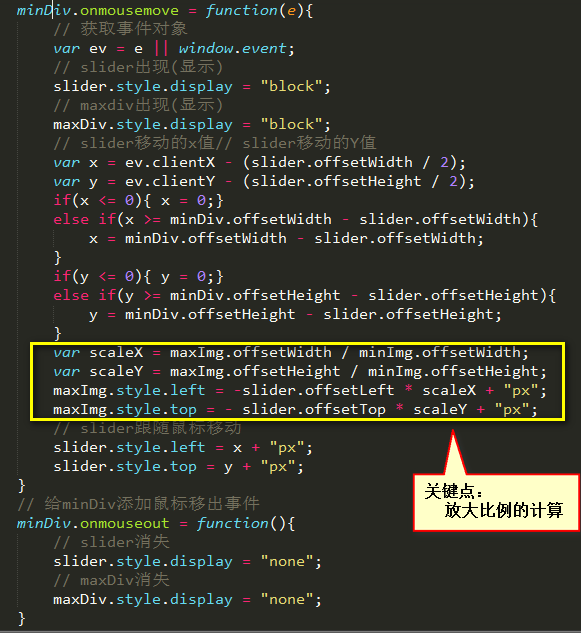 minDiv.onmousemove = function(e){
// 获取事件对象
var ev = e || window.event;
// slider出现(显示)
slider.style.display = "block";
// maxdiv出现(显示)
maxDiv.style.display = "block";
// slider移动的x值// slider移动的Y值
var x = ev.clientX - (slider.offsetWidth / 2);
var y = ev.clientY - (slider.offsetHeight / 2);
if(x <= 0){ x = 0;}
else if(x >= minDiv.offsetWidth - slider.offsetWidth){
x = minDiv.offsetWidth - slider.offsetWidth;
}
if(y <= 0){ y = 0;}
else if(y >= minDiv.offsetHeight - slider.offsetHeight){
y = minDiv.offsetHeight - slider.offsetHeight;
}
var scaleX = maxImg.offsetWidth / minImg.offsetWidth;
var scaleY = maxImg.offsetHeight / minImg.offsetHeight;
maxImg.style.left = -slider.offsetLeft * scaleX + "px";
maxImg.style.top = - slider.offsetTop * scaleY + "px";
// slider跟随鼠标移动
slider.style.left = x + "px";
slider.style.top = y + "px";
}
// 给minDiv添加鼠标移出事件
minDiv.onmouseout = function(){
// slider消失
slider.style.display = "none";
// maxDiv消失
maxDiv.style.display = "none";
}
关键点：
放大比例的计算